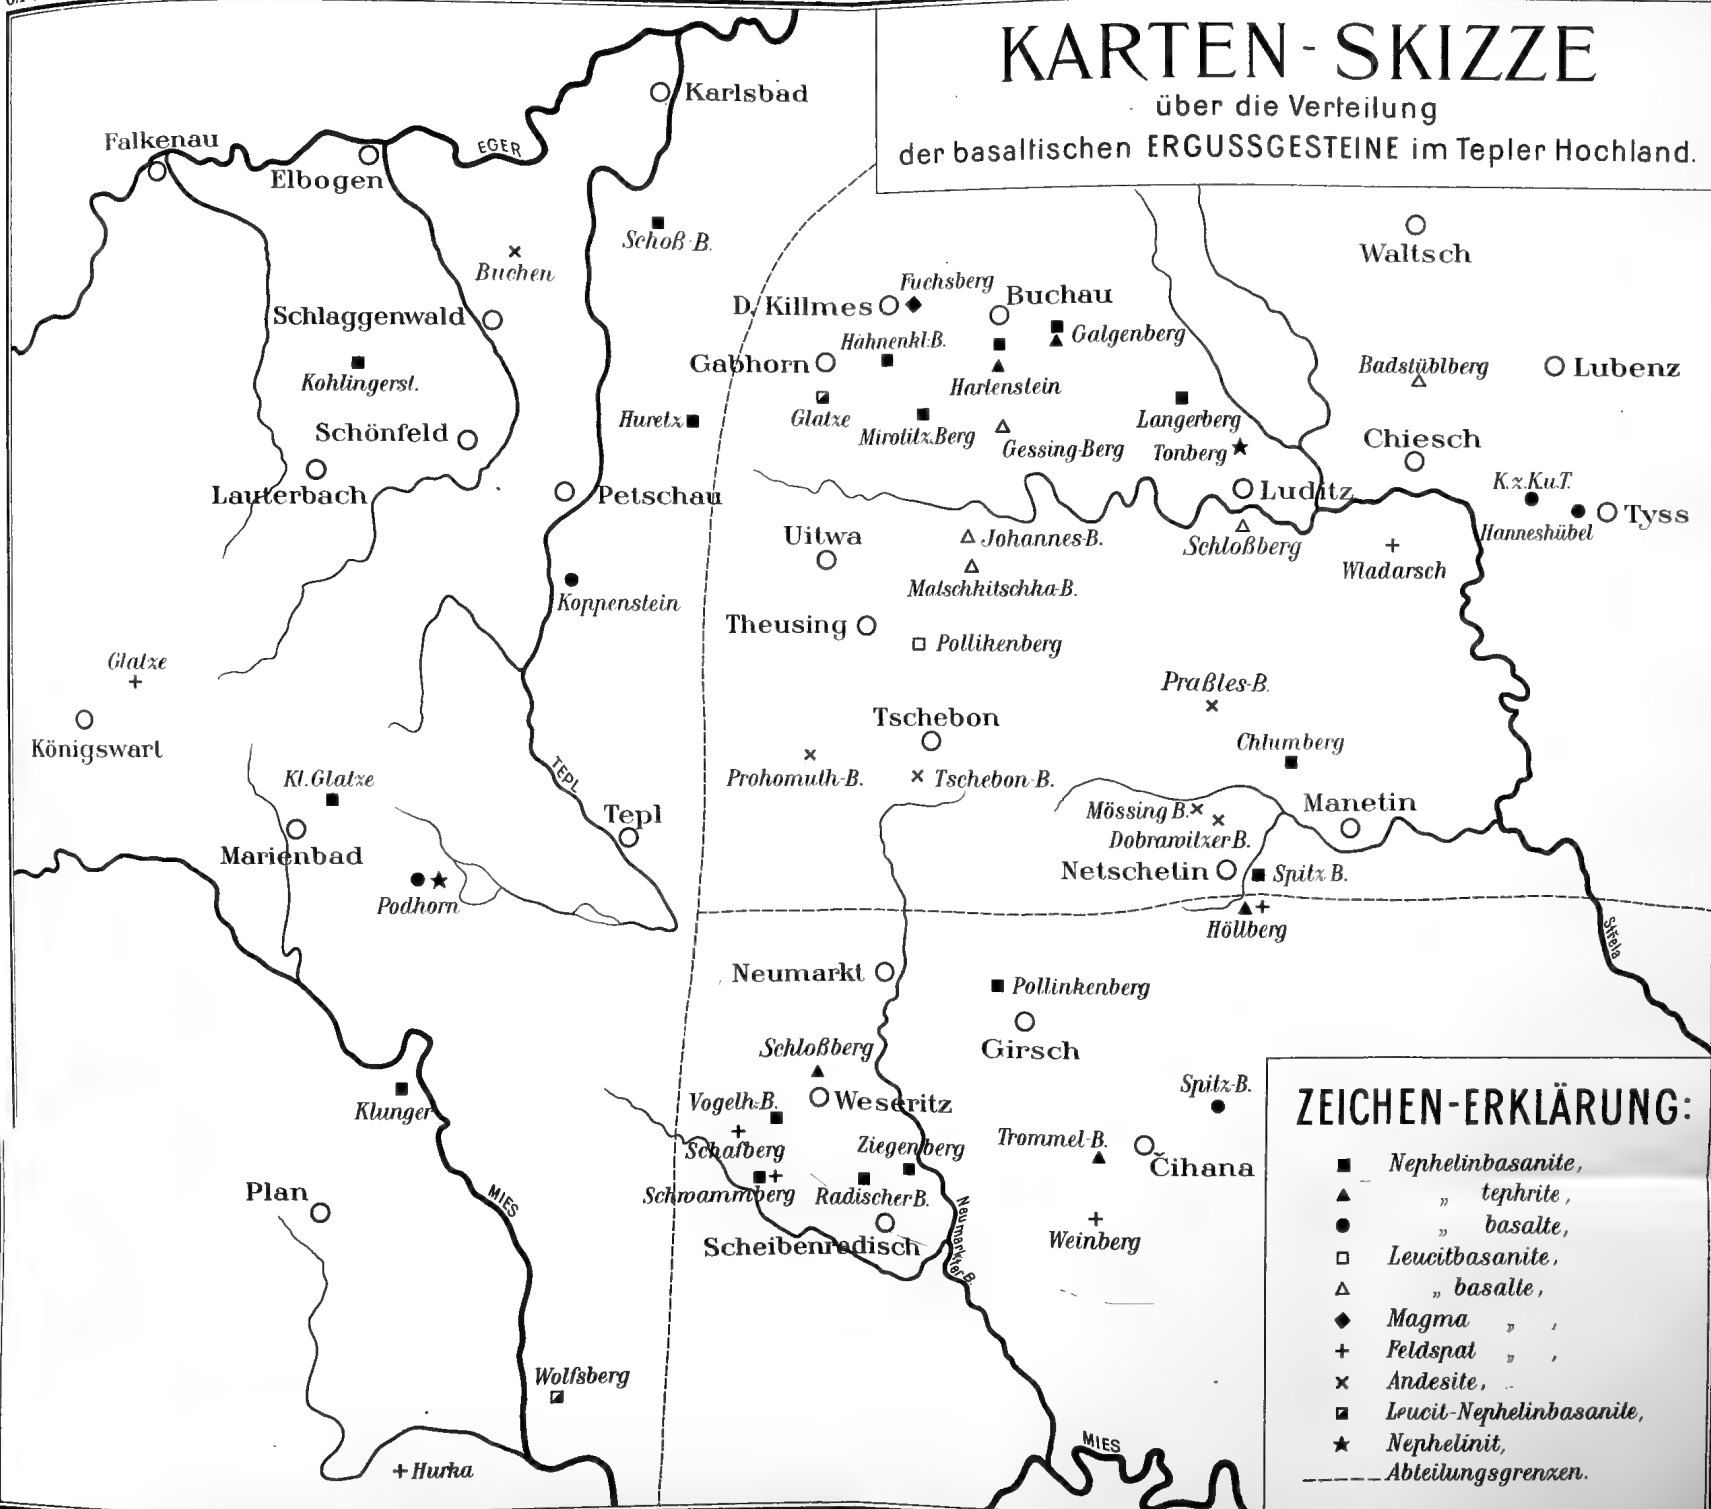 KARTEN-SKIZZE
über die Verteilung
der basaltischen ERGUSSGESTEINE im Tepler Hochland.
Karlsbad
Falkenau
EGER
Elbogen
Schoß-B.
Buchen
Waltsch
Fuchsberg
D. Killmes
Buchau
Schlaggenwald
Hahnenkl.-B.
Galgenberg
Gabhorn
Badstüblberg
Lubenz
Kohlingerst.
Hartenstein
Huretz
Glatze
Mirotitz.Berg
Langerberg
Schönfeld
Gessing-Berg
Tonberg
Chiesch
Lauterbach
Petschau
Luditz
K.z.K.u.T.
Tyss
Uitwa
Johannes-B.
Schloßberg
Hanneshübel
Wladarsch
Matschkitschka-B.
Koppenstein
Theusing
Pollikenberg
Glatze
Praßles-B.
Königswart
Tschebon
Chlumberg
Kl. Glatze
TEPL
Prohomuth-B.
Tschebon-B.
Tepl
Mössing B.
Manetin
Dobrawitzer B.
Marienbad
Netschetin
Spitz B.
Podhorn
Höllberg
Střela
Neumarkt
Pollinkenberg
Girsch
Schloßberg
Klunger
Vogelh.-B.
Weseritz
Spitz-B.
Schafberg
Ziegenberg
Trommel-B.
Čihana
Schwammberg
Radischer B.
Plan
MIES
Scheibenradisch
Neumarkter B.
Weinberg
Wolfsberg
Hurka
MIES
ZEICHEN-ERKLÄRUNG:
Nephelinbasanite,
„ tephrite,
„ basalte,
Leucitbasanite,
„ basalte,
Magma „ ,
Feldspat „ ,
Andesite,
Leucit-Nephelinbasanite,
Nephelinit,
Abteilungsgrenzen.